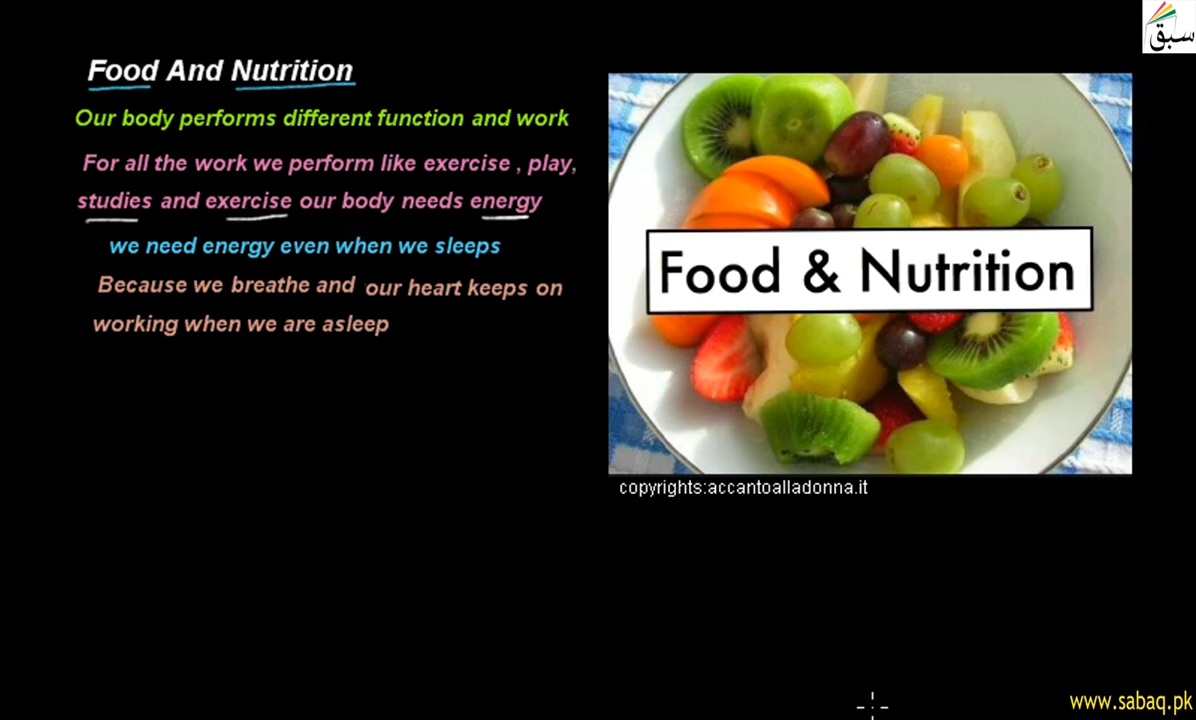 سبق
Food And Nutrition
Our body performs different function and work
For all the work we perform like exercise , play,
studies and exercise our body needs energy
we need energy even when we sleeps
Because we breathe and our heart keeps on
working when we are asleep
Food & Nutrition
copyrights:accantoalladonna.it
www.sabaq.pk